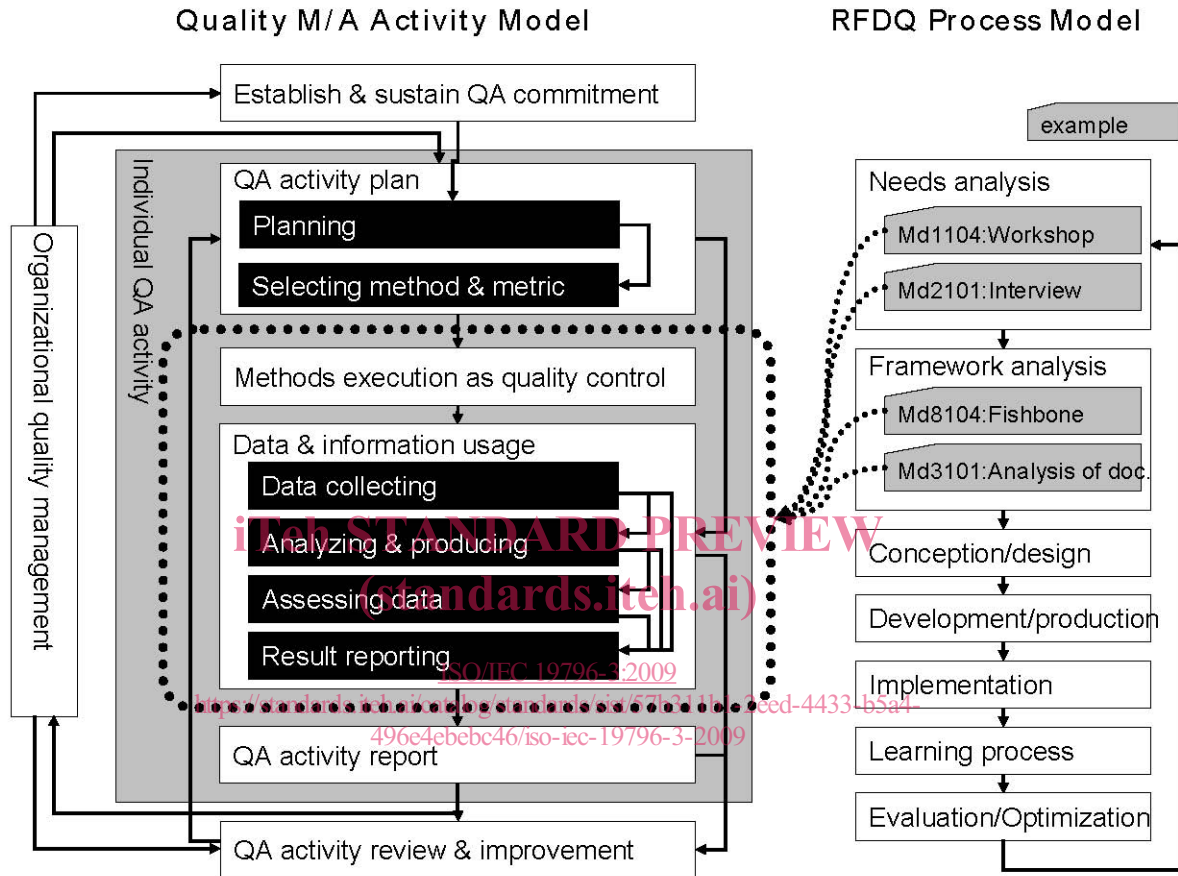 Quality M/A Activity Model
RFDQ Process Model
Establish & sustain QA commitment
Organizational quality management
Individual QA activity
QA activity plan
Planning
Selecting method & metric
Methods execution as quality control
Data & information usage
Data collecting
Analyzing & producing
Assessing data
Result reporting
QA activity report
QA activity review & improvement
example
Needs analysis
Md1104:Workshop
Md2101:Interview
Framework analysis
Md8104:Fishbone
Md3101:Analysis of doc.
Conception/design
Development/production
Implementation
Learning process
Evaluation/Optimization
iTeh STANDARD PREVIEW
(standards.iteh.ai)
ISO/IEC 19796-3:2009
496e4ebebc46/iso-iec-19796-3-2009